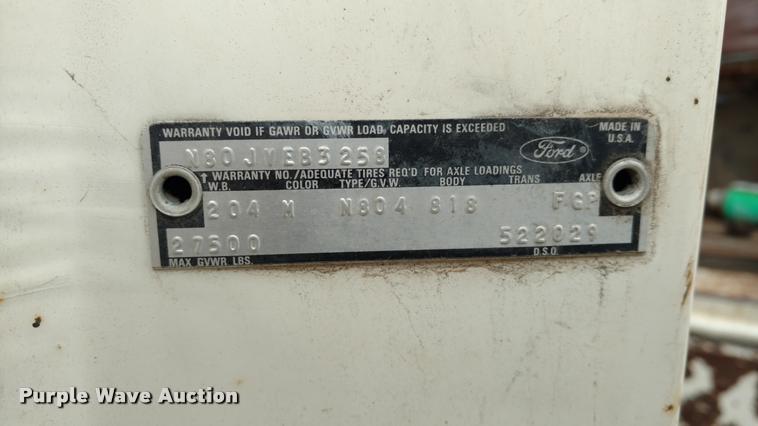 WARRANTY VOID IF GAWR OR GVWR LOAD CAPACITY IS EXCEEDED
MADE IN
U.S.A.
Ford
N80JVEB3258
↑ WARRANTY NO./ADEQUATE TIRES REQ'D FOR AXLE LOADINGS
W.B. COLOR TYPE/G.V.W. BODY TRANS AXLE
204 M N804 818 FGP
27500 522029
MAX GVWR LBS. D.S.O.
Purple Wave Auction